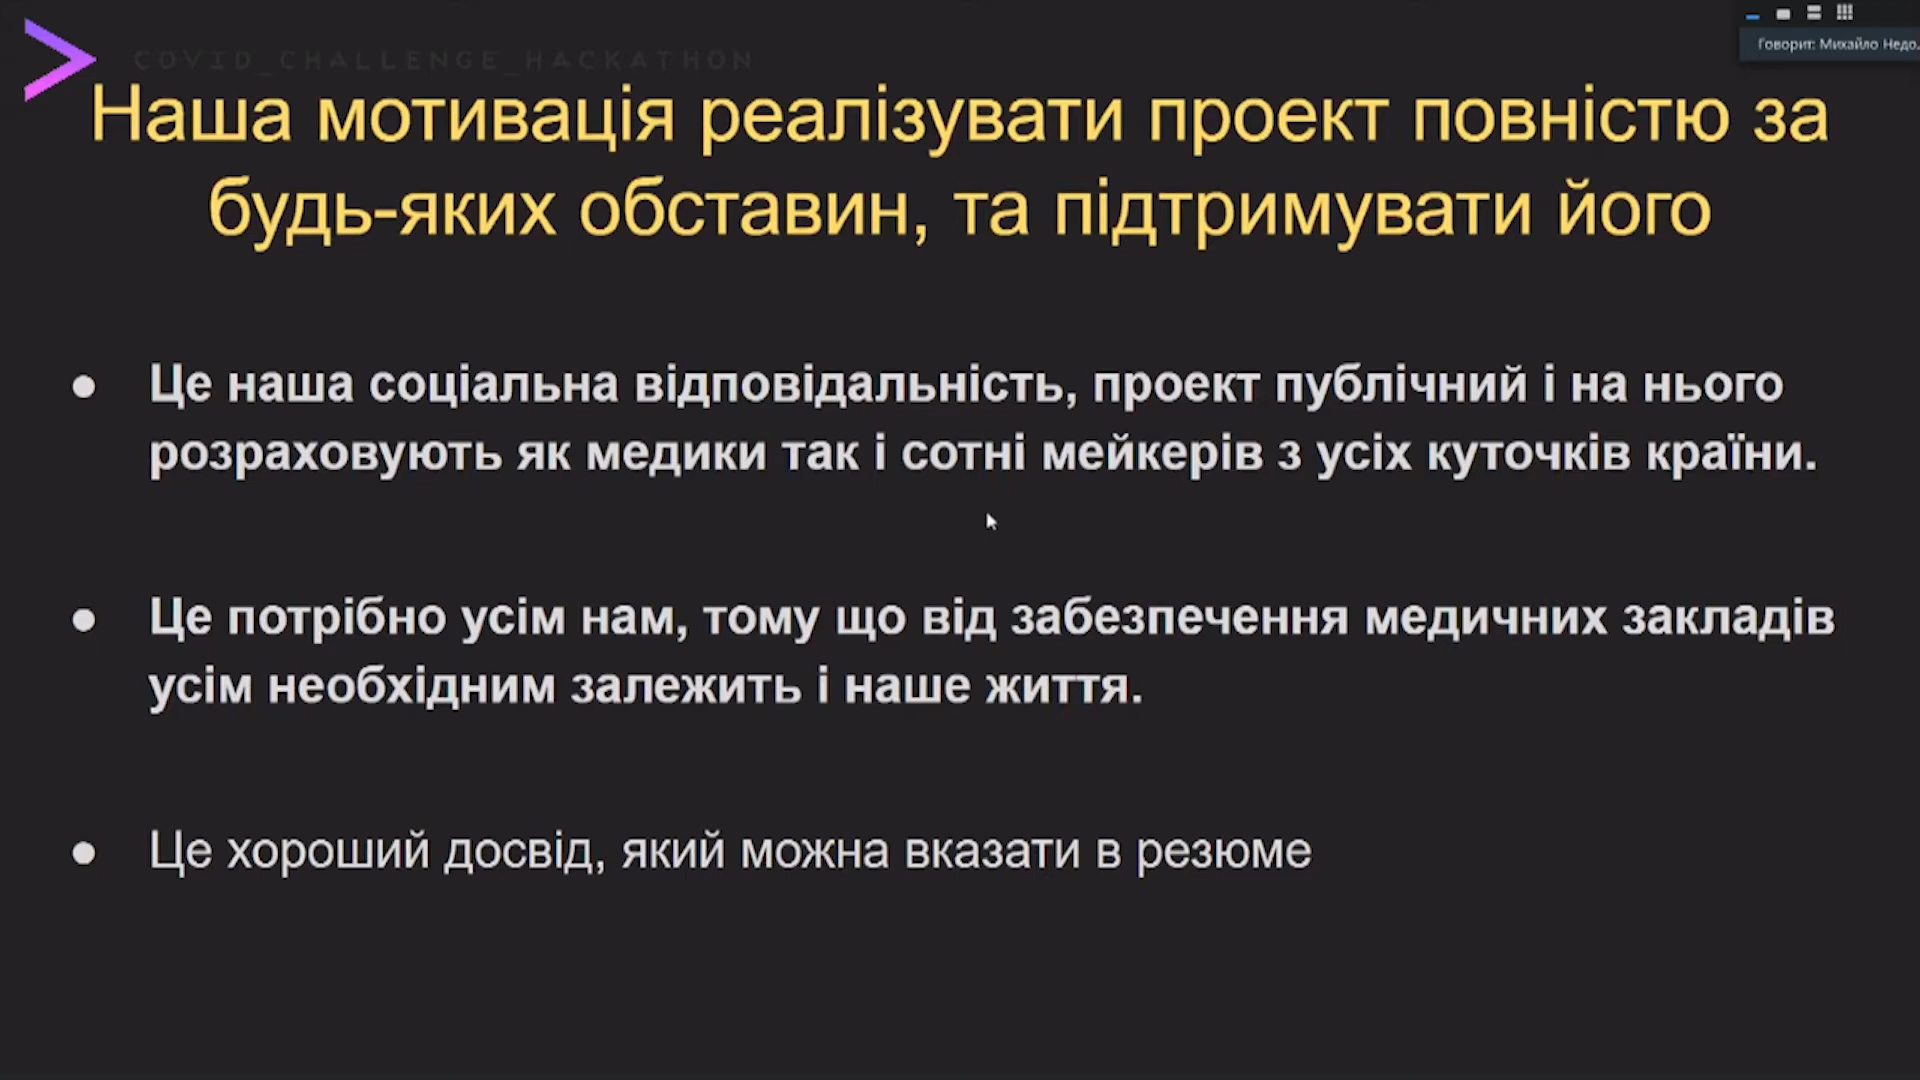 COVID_CHALLENGE_HACKATHON
Говорит: Михайло Недо...
Наша мотивація реалізувати проект повністю за
будь-яких обставин, та підтримувати його
Це наша соціальна відповідальність, проект публічний і на нього
розраховують як медики так і сотні мейкерів з усіх куточків країни.
Це потрібно усім нам, тому що від забезпечення медичних закладів
усім необхідним залежить і наше життя.
Це хороший досвід, який можна вказати в резюме